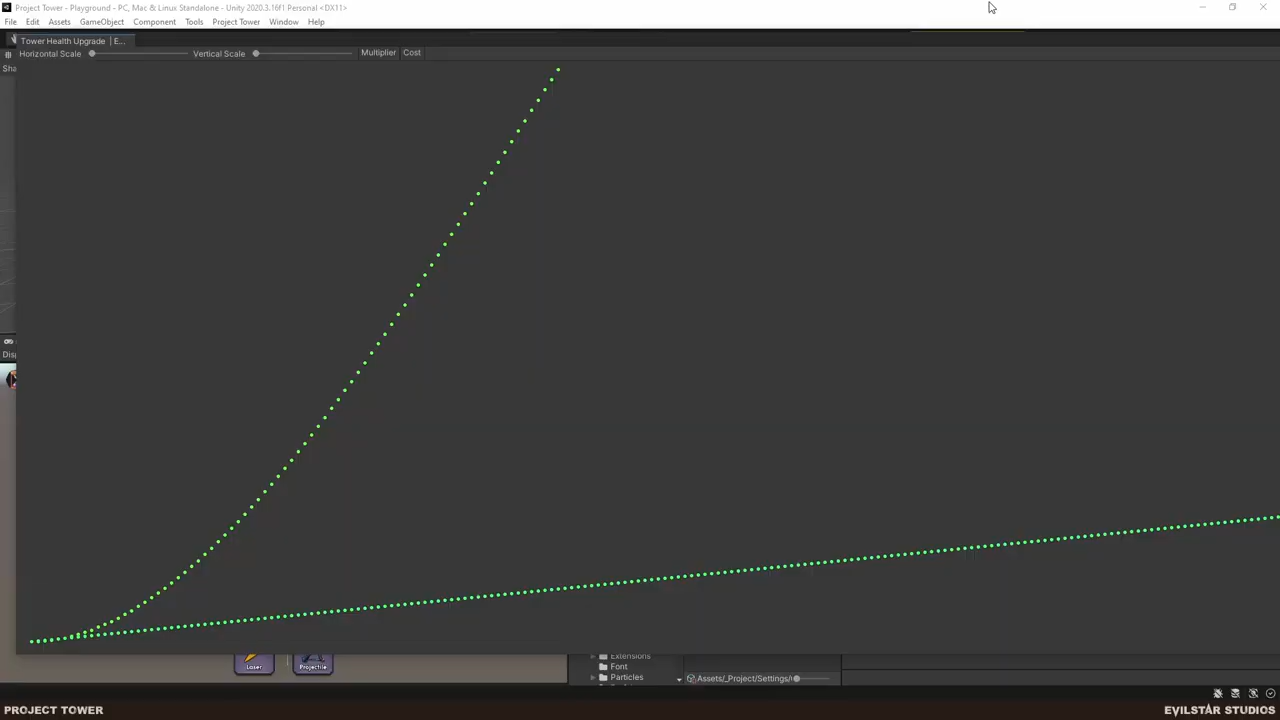 Project Tower - Playground - PC, Mac & Linux Standalone - Unity 2020.3.16f1 Personal <DX11>
File Edit Assets GameObject Component Tools Project Tower Window Help
Tower Health Upgrade | E...
Horizontal Scale Vertical Scale Multiplier Cost
Sha
Disp
Laser Projectile
Extensions
Font
Particles
Assets/_Project/Settings/
PROJECT TOWER
EVILSTAR STUDIOS